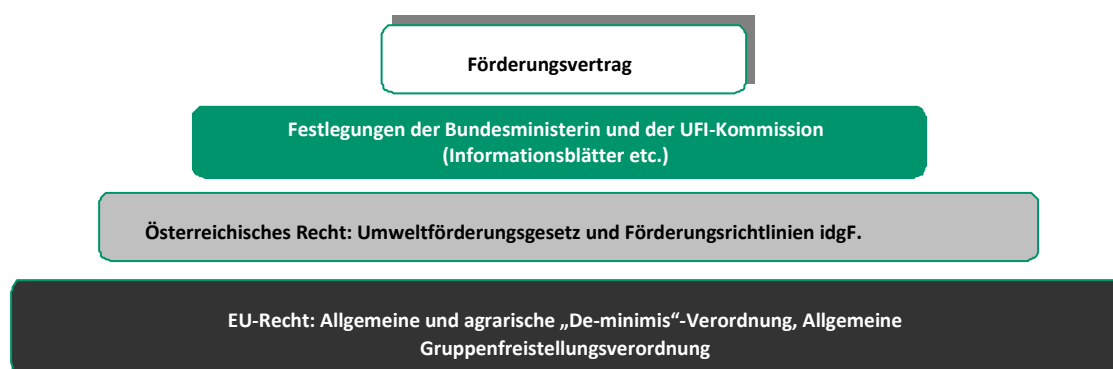 Förderungsvertrag
Festlegungen der Bundesministerin und der UFI-Kommission
(Informationsblätter etc.)
Österreichisches Recht: Umweltförderungsgesetz und Förderungsrichtlinien idgF.
EU-Recht: Allgemeine und agrarische „De-minimis“-Verordnung, Allgemeine
Gruppenfreistellungsverordnung